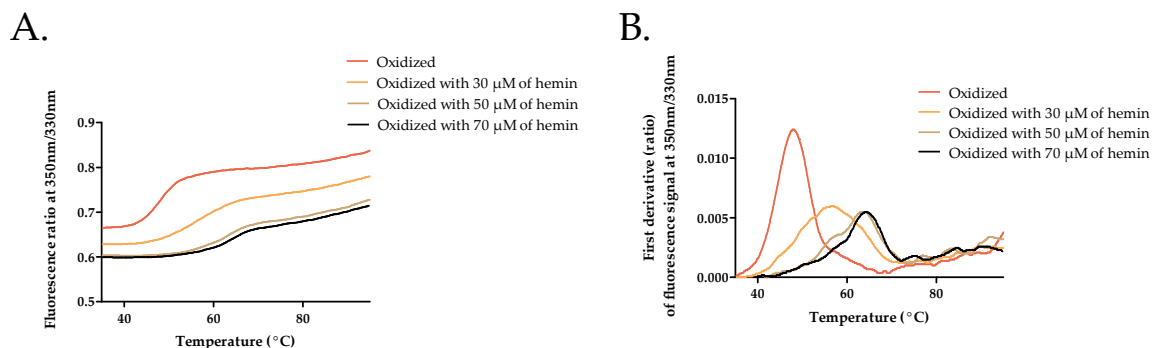 A.
Oxidized
Oxidized with 30 µM of hemin
Oxidized with 50 µM of hemin
Oxidized with 70 µM of hemin
Fluorescenc ratio at 350nm/330nm
0.9
0.8
0.7
0.6
0.5
40
60
80
Temperature (°C)
B.
Oxidized
Oxidized with 30 µM of hemin
Oxidized with 50 µM of hemin
Oxidized with 70 µM of hemin
First derivative (ratio)
of fluorescence signal at 350nm/330nm
0.015
0.010
0.005
0.000
40
60
80
Temperature (°C)